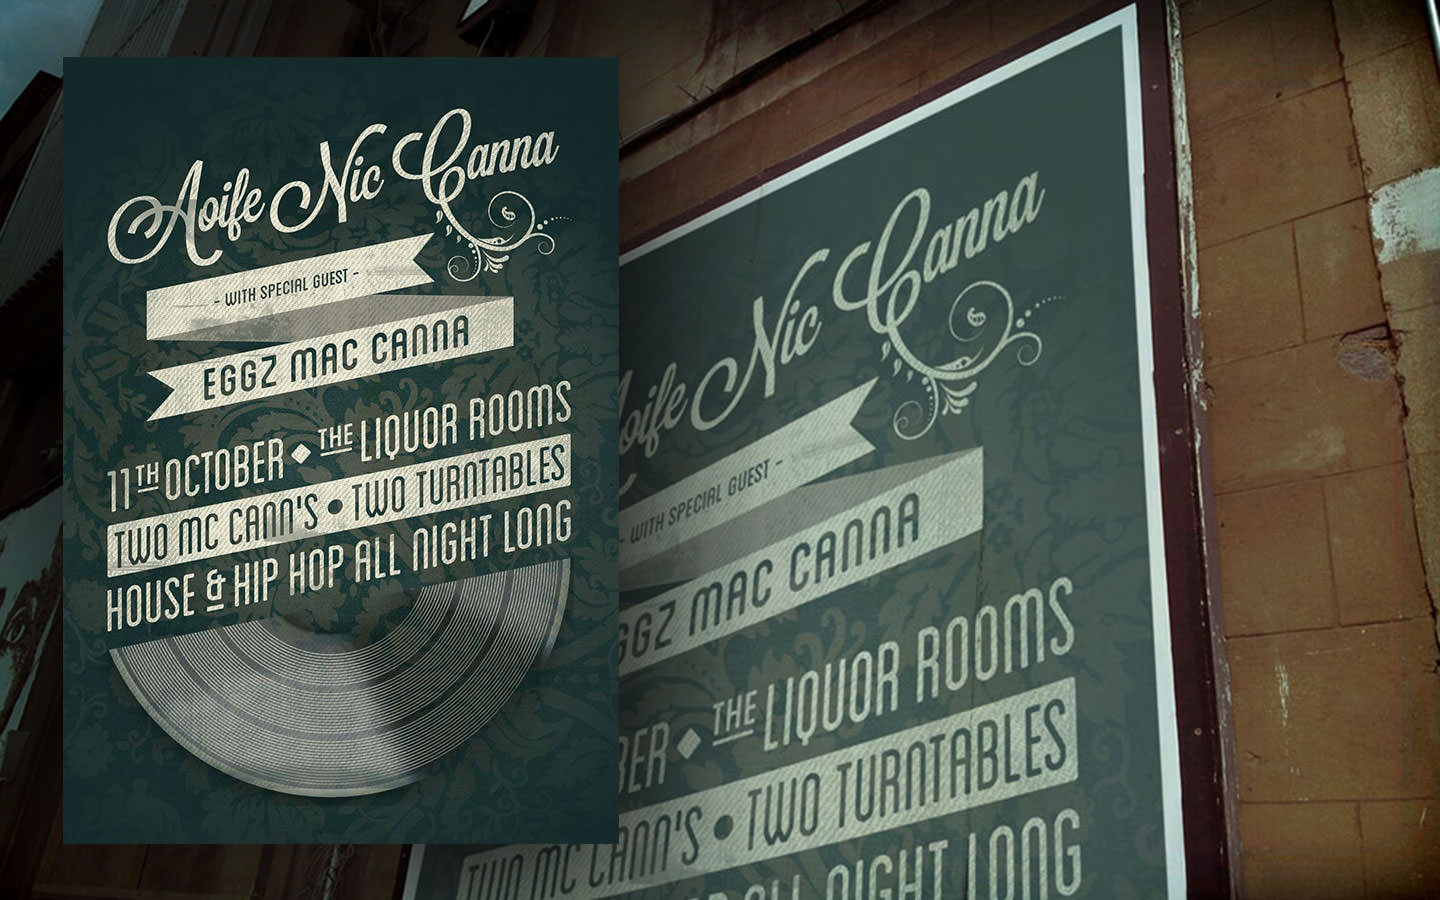 Aoife Nic Canna
- WITH SPECIAL GUEST -
EGGZ MAC CANNA
11TH OCTOBER ◆ THE LIQUOR ROOMS
TWO MC CANN'S • TWO TURNTABLES
HOUSE & HIP HOP ALL NIGHT LONG
Aoife Nic Canna
- WITH SPECIAL GUEST -
EGGZ MAC CANNA
◆ THE LIQUOR ROOMS
TWO MC CANN'S • TWO TURNTABLES
ALL NIGHT LONG